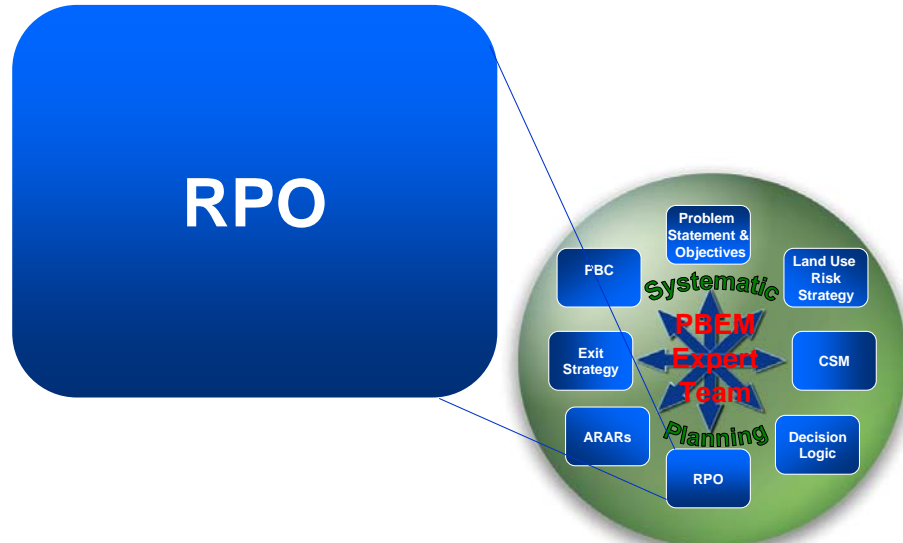 RPO
Problem
Statement &
Objectives
Land Use
Risk
Strategy
CSM
Decision
Logic
RPO
ARARs
Exit
Strategy
PBC
Systematic
PBEM
Expert
Team
Planning